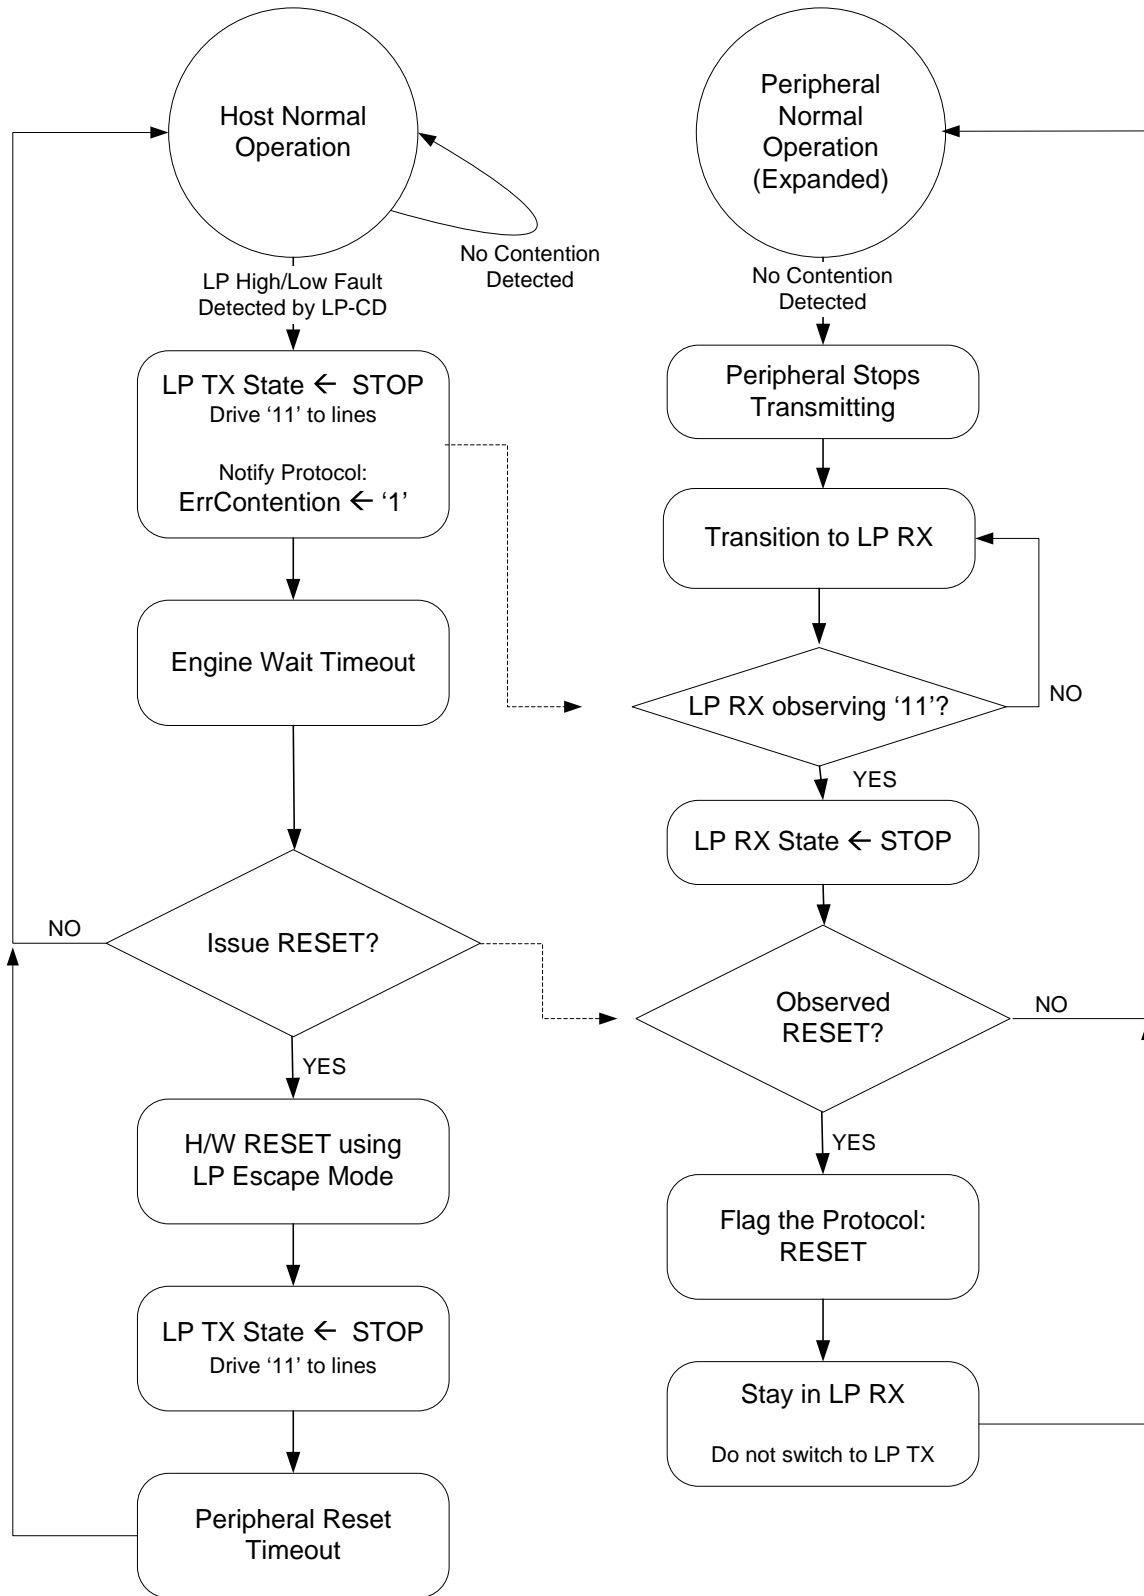 Host Normal
Operation
No Contention
Detected
LP High/Low Fault
Detected by LP-CD
LP TX State ← STOP
Drive ‘11’ to lines
Notify Protocol:
ErrContention ← ‘1’
Engine Wait Timeout
Issue RESET?
NO
YES
H/W RESET using
LP Escape Mode
LP TX State ← STOP
Drive ‘11’ to lines
Peripheral Reset
Timeout
Peripheral
Normal
Operation
(Expanded)
No Contention
Detected
Peripheral Stops
Transmitting
Transition to LP RX
LP RX observing ‘11’?
NO
YES
LP RX State ← STOP
Observed
RESET?
NO
YES
Flag the Protocol:
RESET
Stay in LP RX
Do not switch to LP TX